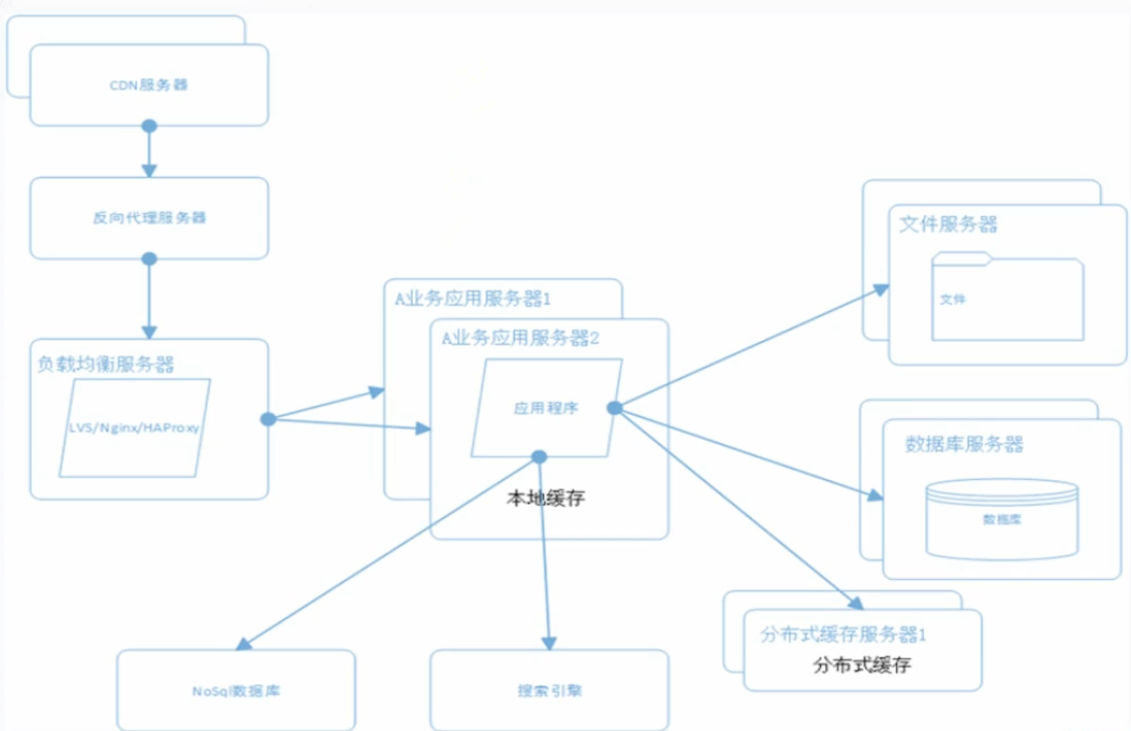 CDN服务器
反向代理服务器
负载均衡服务器
LVS/Nginx/HAProxy
A业务应用服务器1
A业务应用服务器2
应用程序
本地缓存
文件服务器
文件
数据库服务器
数据库
分布式缓存服务器1
分布式缓存
NoSql数据库
搜索引擎